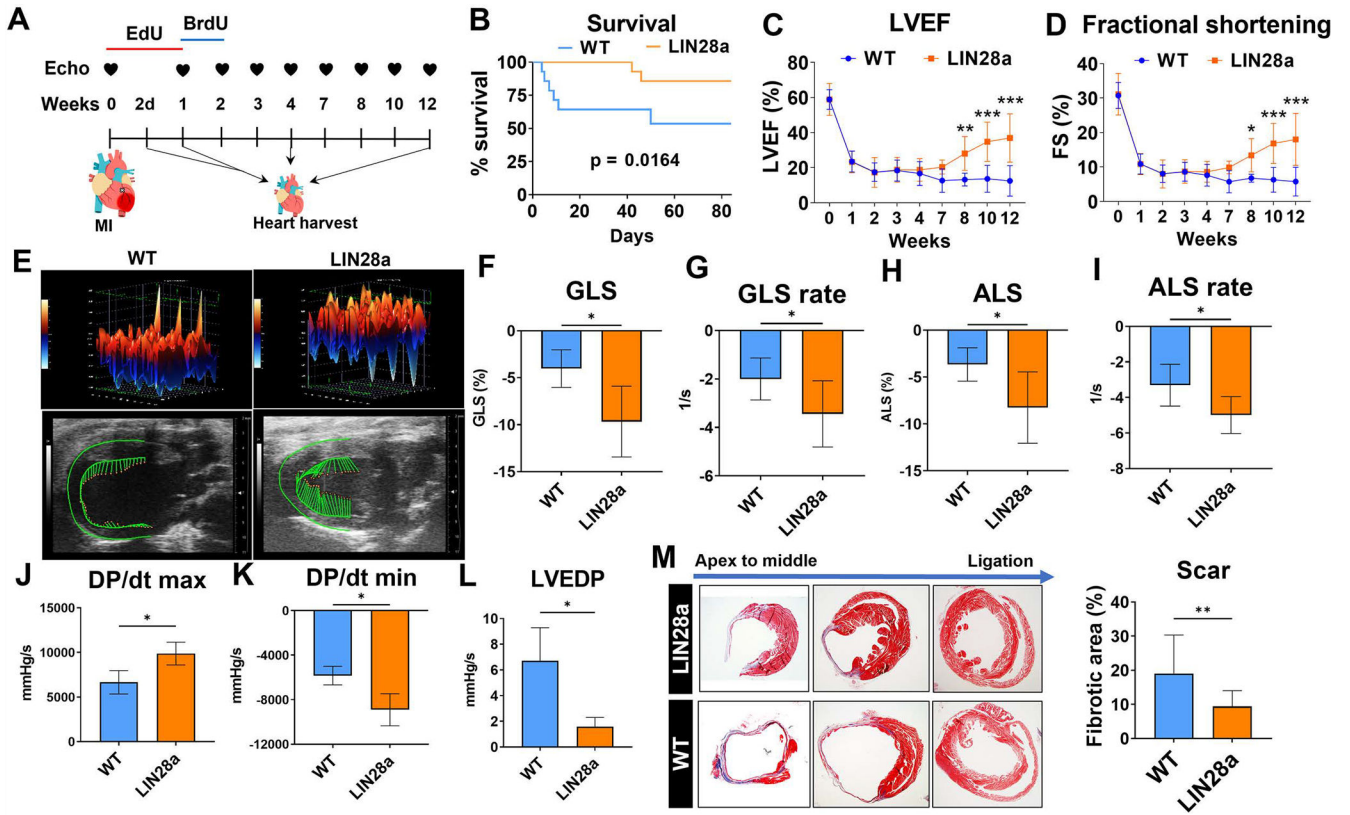 A
EdU
BrdU
Echo
Weeks 0 2d 1 2 3 4 7 8 10 12
MI
Heart harvest
B
Survival
WT LIN28a
% survival
100
75
50
25
0
p = 0.0164
0 20 40 60 80
Days
C
LVEF
WT LIN28a
LVEF (%)
80
60
40
20
0
** *** ***
0 1 2 3 4 7 8 10 12
Weeks
D
Fractional shortening
WT LIN28a
FS (%)
40
30
20
10
0
* *** ***
0 1 2 3 4 7 8 10 12
Weeks
E
WT
LIN28a
F
GLS
*
GLS (%)
0
-5
-10
-15
WT
LIN28a
G
GLS rate
*
1/s
0
-2
-4
-6
WT
LIN28a
H
ALS
*
ALS (%)
0
-5
-10
-15
WT
LIN28a
I
ALS rate
*
1/s
0
-2
-4
-6
-8
WT
LIN28a
J
DP/dt max
*
mmHg/s
15000
10000
5000
0
WT
LIN28a
K
DP/dt min
*
mmHg/s
0
-4000
-8000
-12000
WT
LIN28a
L
LVEDP
*
mmHg/s
10
8
6
4
2
0
WT
LIN28a
M
Apex to middle
Ligation
LIN28a
WT
Scar
**
Fibrotic area (%)
40
30
20
10
0
WT
LIN28a